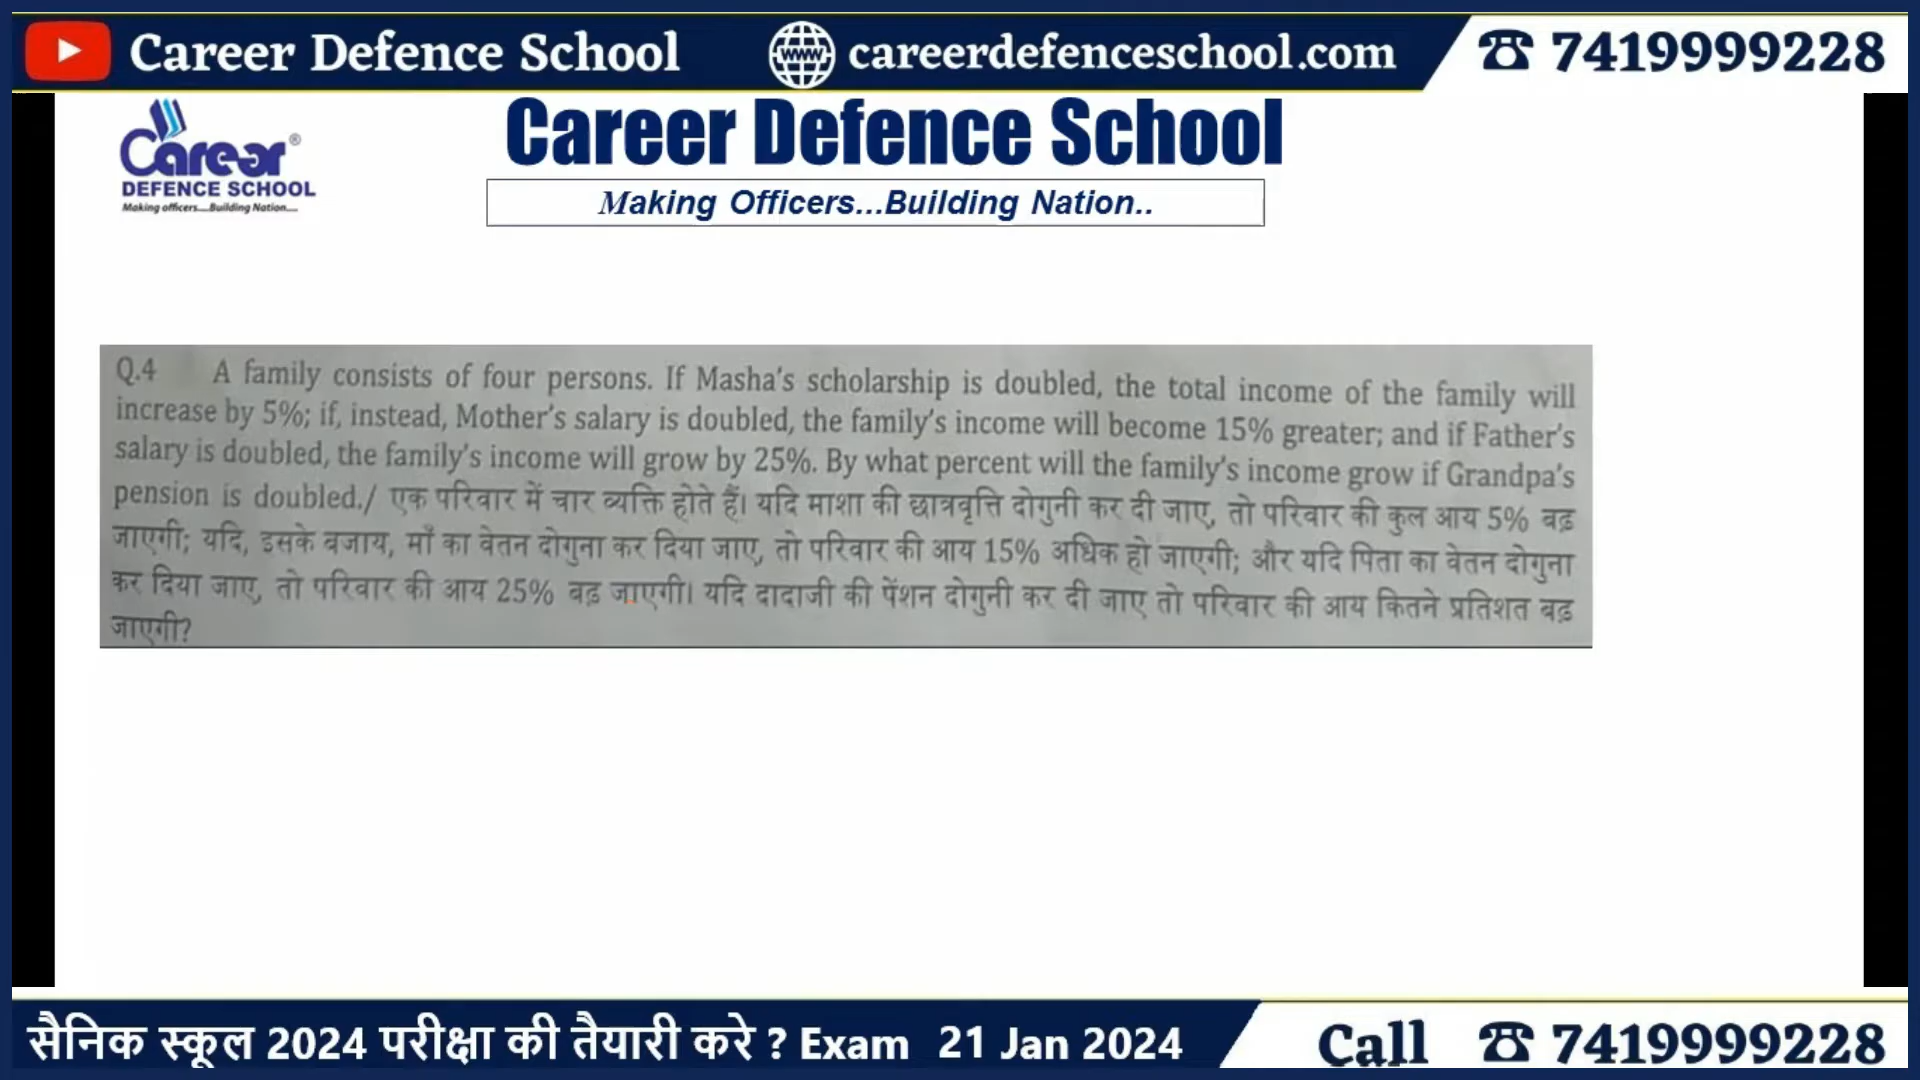 Career Defence School
careerdefenceschool.com
☎ 7419999228
Career®
DEFENCE SCHOOL
Making officers....Building Nation....
Career Defence School
Making Officers...Building Nation..
Q.4 A family consists of four persons. If Masha's scholarship is doubled, the total income of the family will
increase by 5%; if, instead, Mother's salary is doubled, the family's income will become 15% greater; and if Father's
salary is doubled, the family's income will grow by 25%. By what percent will the family's income grow if Grandpa's
pension is doubled./ एक परिवार में चार व्यक्ति होते हैं। यदि माशा की छात्रवृत्ति दोगुनी कर दी जाए, तो परिवार की कुल आय 5% बढ़
जाएगी; यदि, इसके बजाय, माँ का वेतन दोगुना कर दिया जाए, तो परिवार की आय 15% अधिक हो जाएगी; और यदि पिता का वेतन दोगुना
कर दिया जाए, तो परिवार की आय 25% बढ़ जाएगी। यदि दादाजी की पेंशन दोगुनी कर दी जाए तो परिवार की आय कितने प्रतिशत बढ़
जाएगी?
सैनिक स्कूल 2024 परीक्षा की तैयारी करे ? Exam 21 Jan 2024
Call ☎ 7419999228